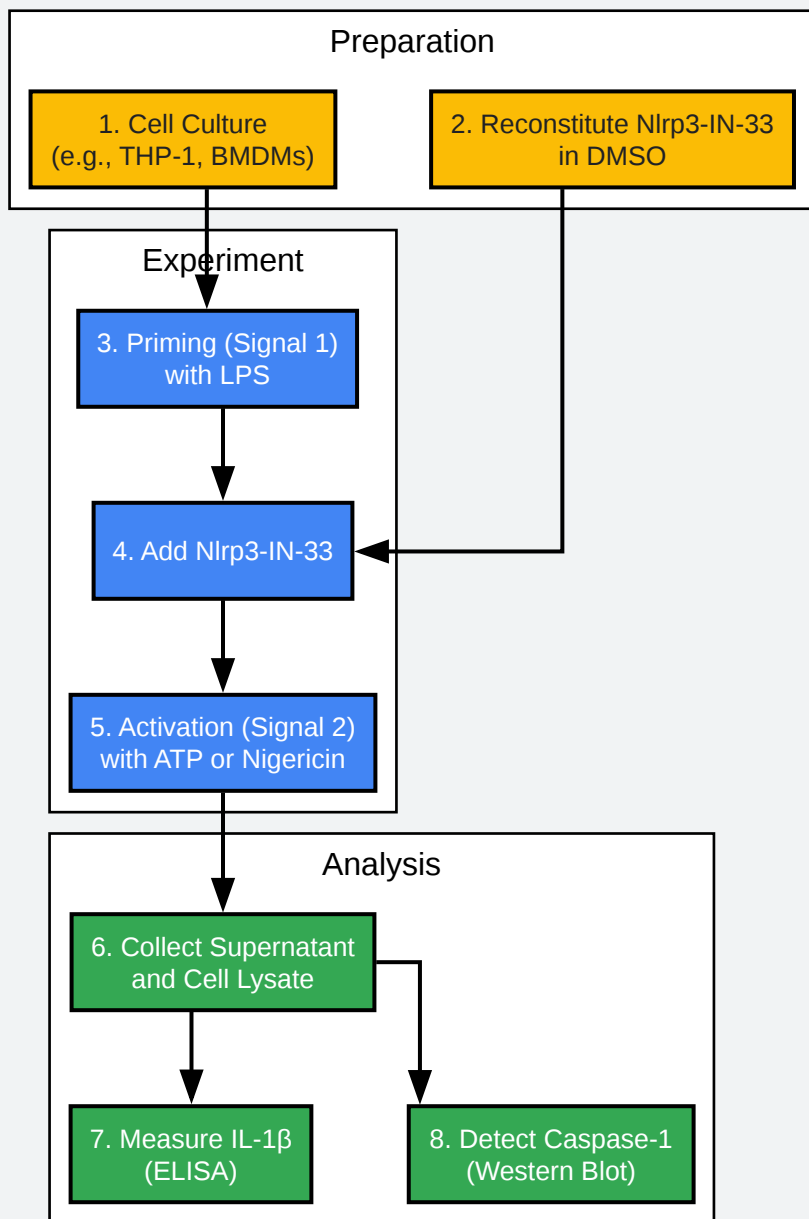 Preparation
1. Cell Culture
(e.g., THP-1, BMDMs)
2. Reconstitute Nlrp3-IN-33
in DMSO
Experiment
3. Priming (Signal 1)
with LPS
4. Add Nlrp3-IN-33
5. Activation (Signal 2)
with ATP or Nigericin
Analysis
6. Collect Supernatant
and Cell Lysate
7. Measure IL-1β
(ELISA)
8. Detect Caspase-1
(Western Blot)